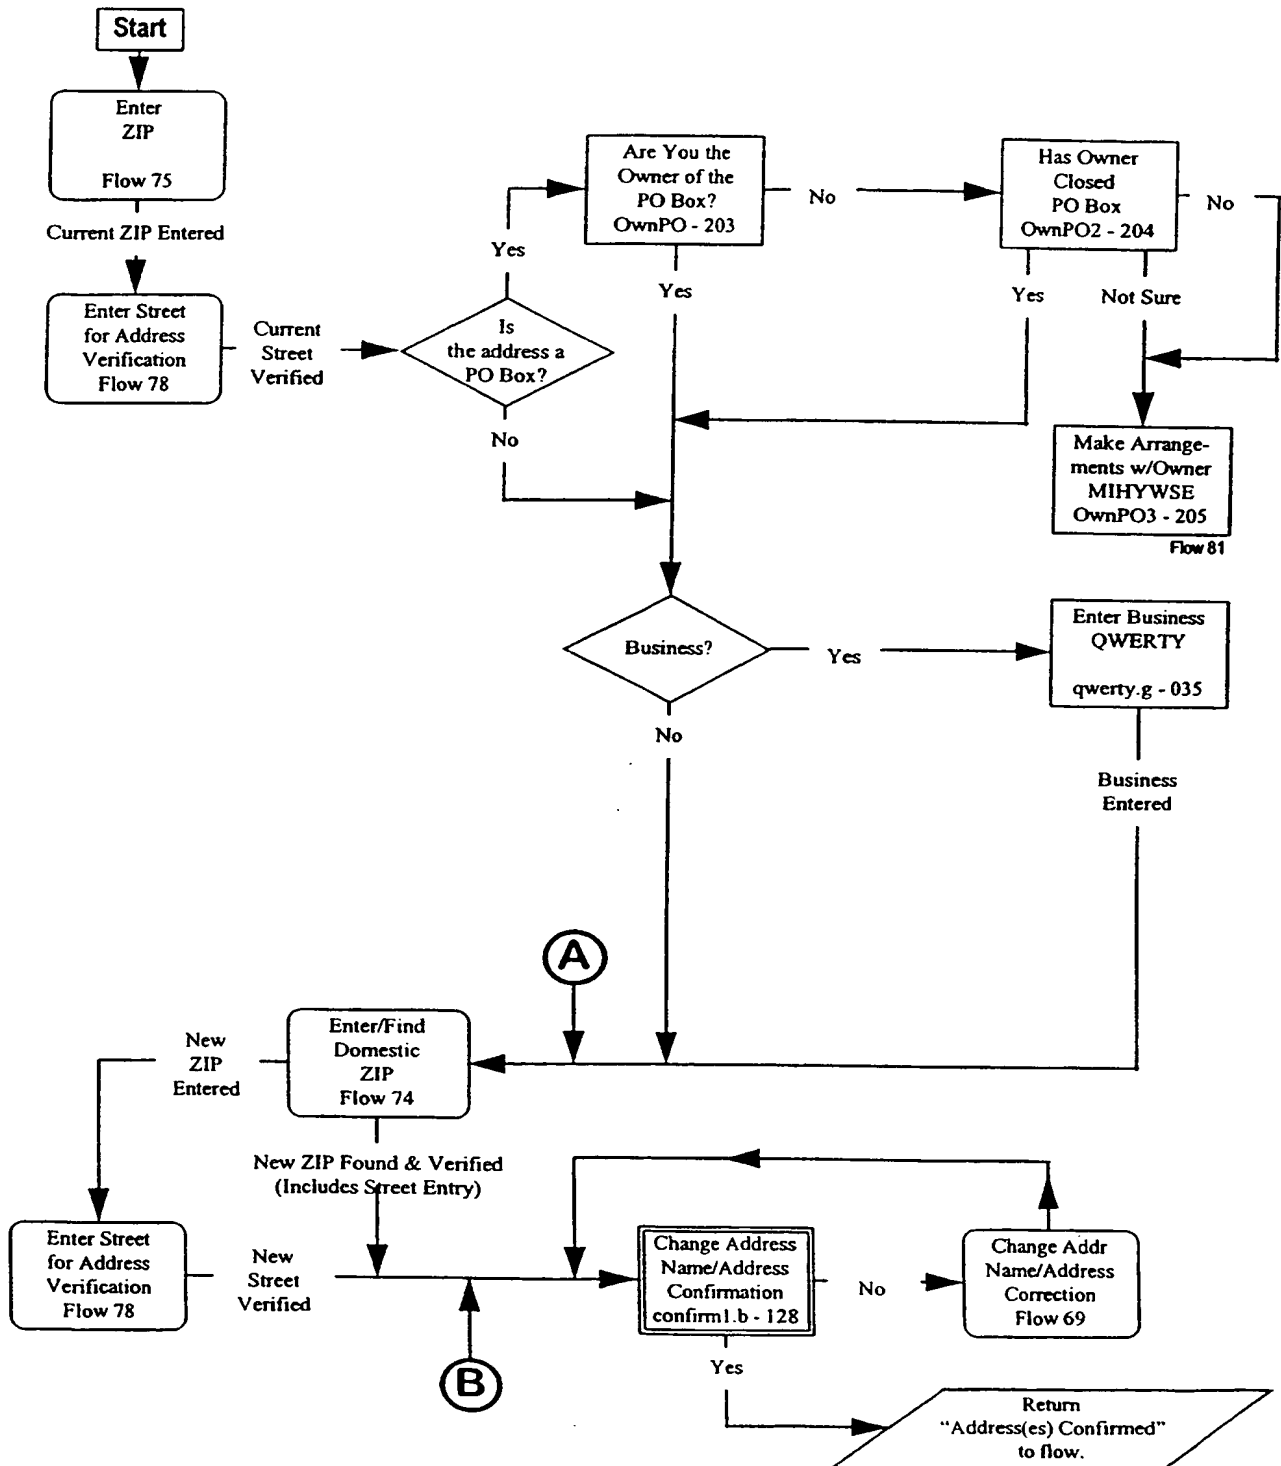 Start
Enter
ZIP
Flow 75
Current ZIP Entered
Enter Street
for Address
Verification
Flow 78
Current
Street
Verified
Is
the address a
PO Box?
Yes
No
Are You the
Owner of the
PO Box?
OwnPO - 203
No
Yes
Has Owner
Closed
PO Box
OwnPO2 - 204
No
Yes
Not Sure
Make Arrange-
ments w/Owner
MIHYWSE
OwnPO3 - 205
Flow 81
Business?
Yes
No
Enter Business
QWERTY
qwerty.g - 035
Business
Entered
A
Enter/Find
Domestic
ZIP
Flow 74
New
ZIP
Entered
New ZIP Found & Verified
(Includes Street Entry)
Enter Street
for Address
Verification
Flow 78
New
Street
Verified
B
Change Address
Name/Address
Confirmation
confirm1.b - 128
No
Change Addr
Name/Address
Correction
Flow 69
Yes
Return
“Address(es) Confirmed”
to flow.